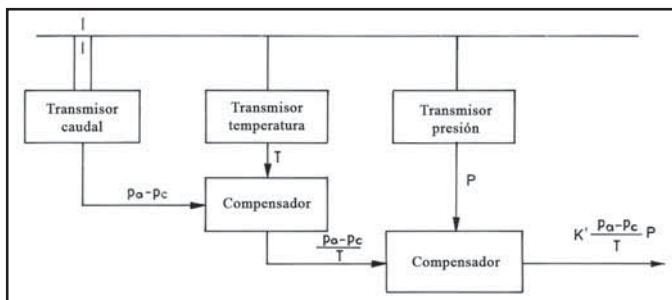 Transmisor
caudal
Transmisor
temperatura
Transmisor
presión
T
P
pa-pc
Compensador
pa-pc
T
Compensador
K' pa-pc P
T